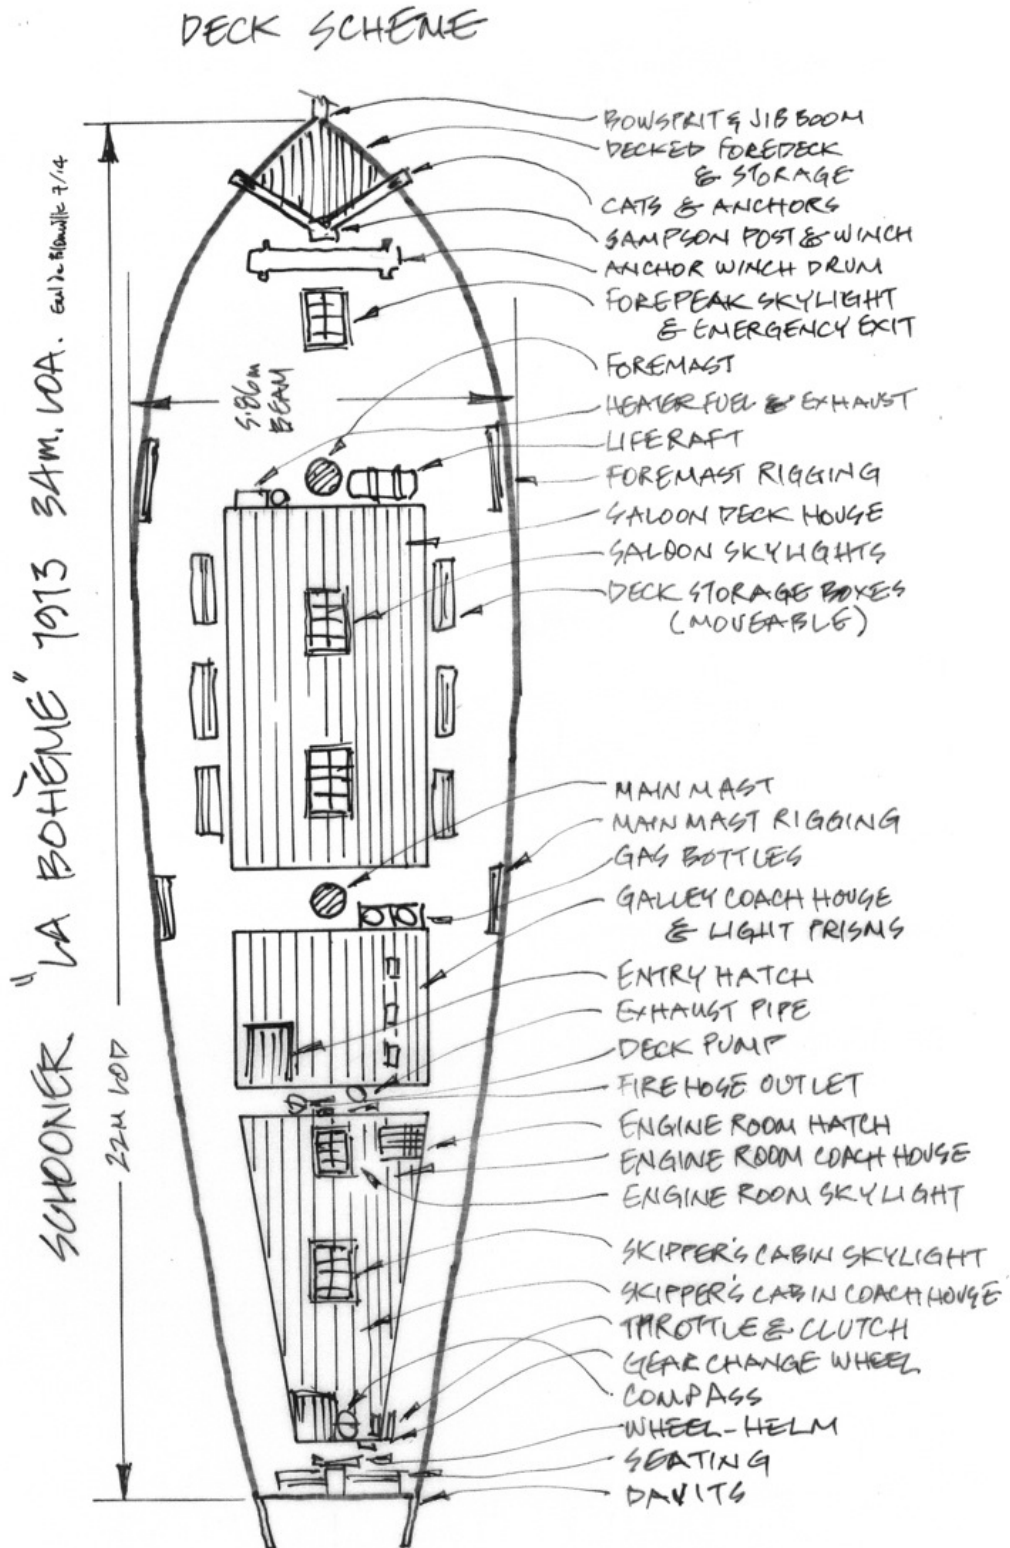 DECK SCHEME
BOWSPRIT & JIB BOOM
DECKED FOREDECK
& STORAGE
CATS & ANCHORS
SAMPSON POST & WINCH
ANCHOR WINCH DRUM
FOREPEAK SKYLIGHT
& EMERGENCY EXIT
FOREMAST
HEATER FUEL & EXHAUST
LIFERAFT
FOREMAST RIGGING
SALOON DECK HOUSE
SALOON SKYLIGHTS
DECK STORAGE BOXES
(MOVEABLE)
MAIN MAST
MAIN MAST RIGGING
GAS BOTTLES
GALLEY COACH HOUSE
& LIGHT PRISMS
ENTRY HATCH
EXHAUST PIPE
DECK PUMP
FIRE HOSE OUTLET
ENGINE ROOM HATCH
ENGINE ROOM COACH HOUSE
ENGINE ROOM SKYLIGHT
SKIPPER'S CABIN SKYLIGHT
SKIPPER'S CABIN COACH HOUSE
THROTTLE & CLUTCH
GEAR CHANGE WHEEL
COMPASS
WHEEL-HELM
SEATING
DAVITS
5.86m
BEAM
22M LOD
SCHOONER "LA BOHÈME" 1913 34M. LOA. 7/14